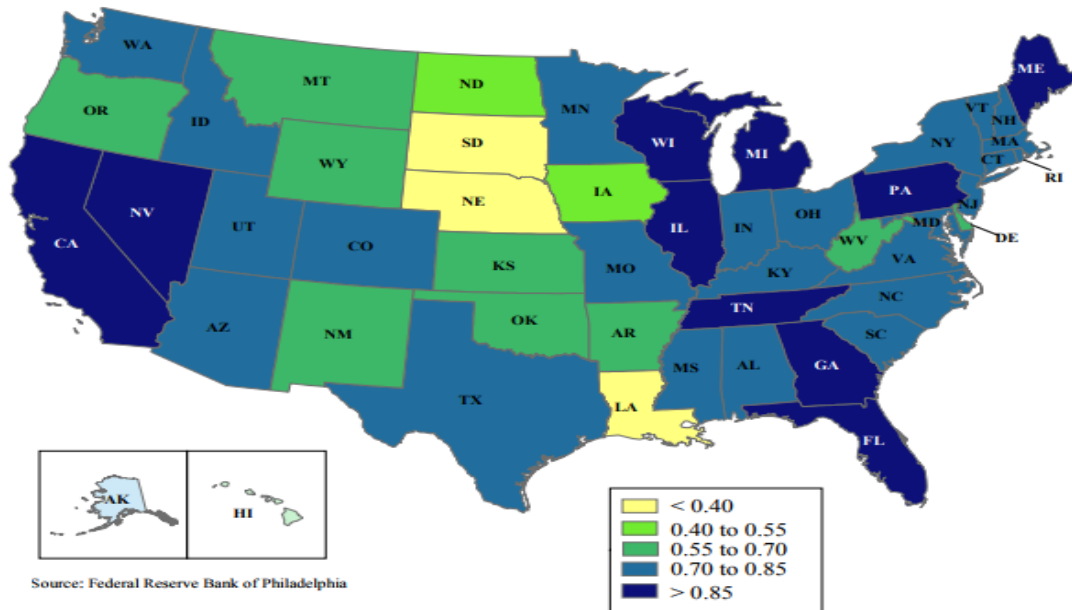 WA
MT
ND
MN
ME
OR
ID
WY
SD
WI
MI
VT
NH
NY
MA
CT
RI
NE
IA
PA
NV
CA
UT
CO
IL
IN
OH
NJ
MD
DE
WV
VA
KS
MO
KY
AZ
NM
OK
AR
TN
NC
SC
TX
LA
MS
AL
GA
FL
AK
HI
< 0.40
0.40 to 0.55
0.55 to 0.70
0.70 to 0.85
> 0.85
Source: Federal Reserve Bank of Philadelphia